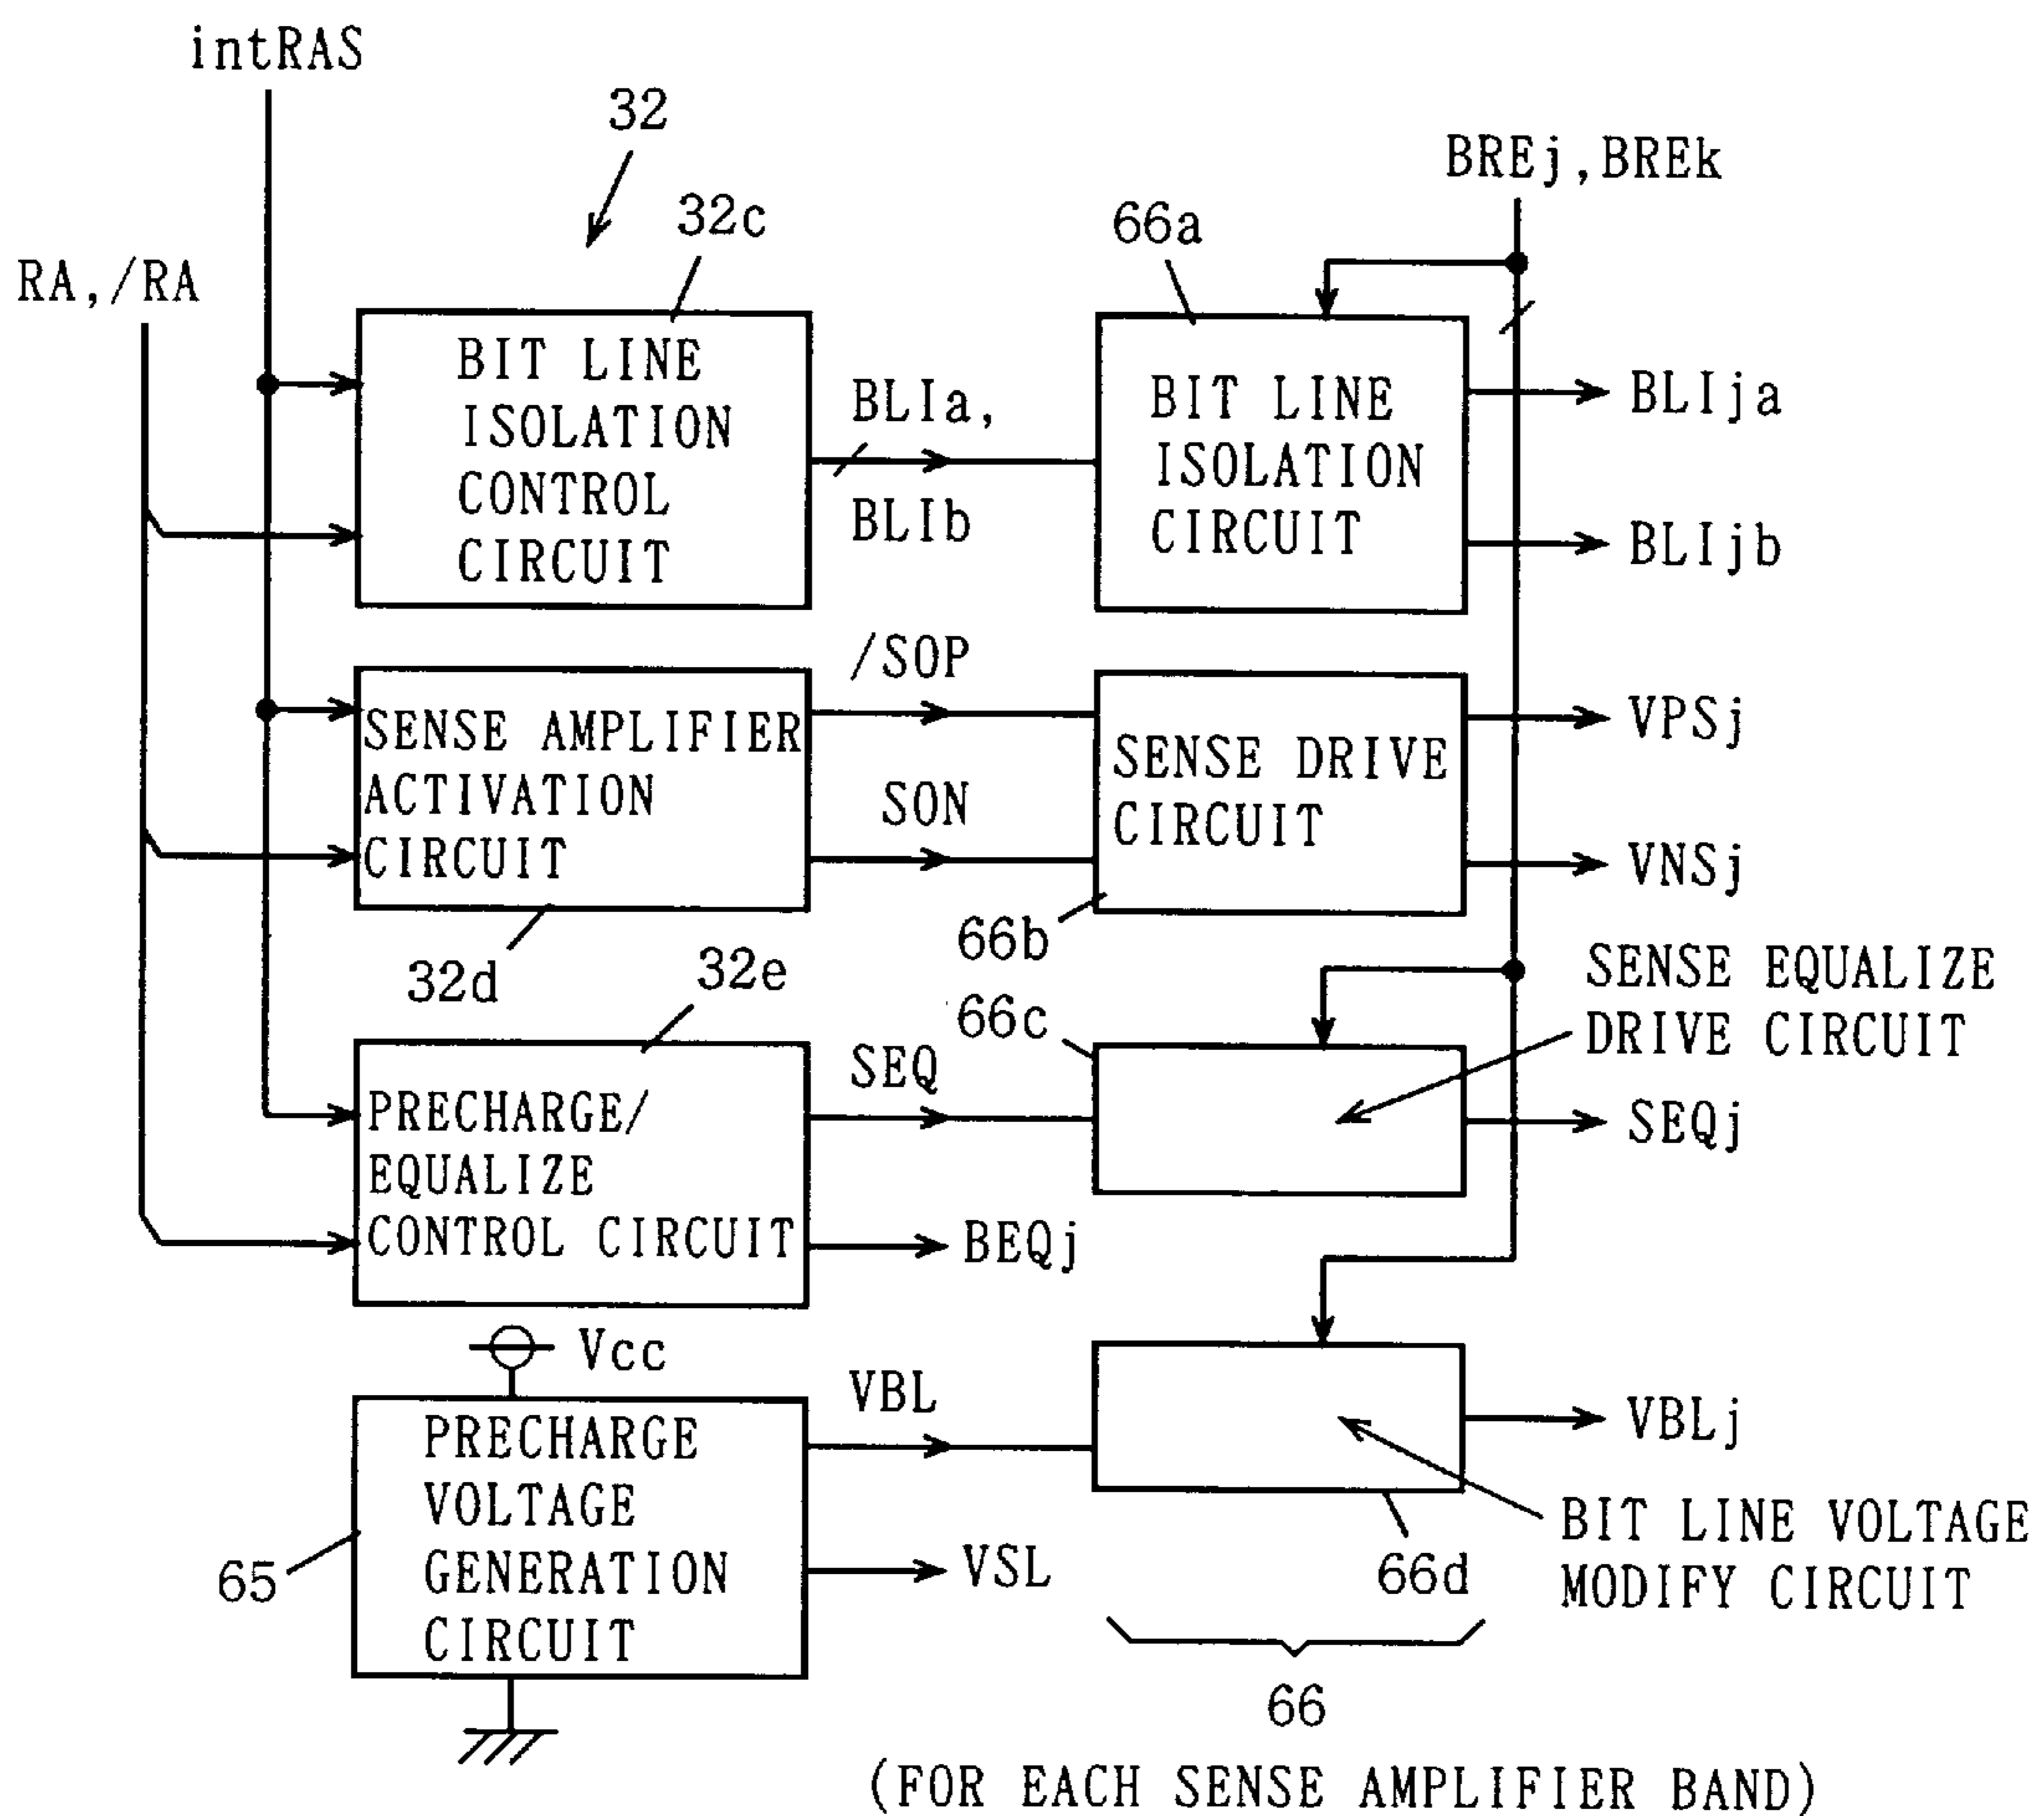 intRAS
32
BREj,BREk
32c
66a
RA,/RA
BIT LINE
ISOLATION
CONTROL
CIRCUIT
BLIa,
BLIb
BIT LINE
ISOLATION
CIRCUIT
BLIja
BLIjb
/SOP
SENSE AMPLIFIER
ACTIVATION
CIRCUIT
SON
SENSE DRIVE
CIRCUIT
VPSj
VNSj
32d
32e
66b
66c
SENSE EQUALIZE
DRIVE CIRCUIT
PRECHARGE/
EQUALIZE
CONTROL CIRCUIT
SEQ
BEQj
SEQj
Vcc
PRECHARGE
VOLTAGE
GENERATION
CIRCUIT
65
VBL
VSL
VBLj
BIT LINE VOLTAGE
MODIFY CIRCUIT
66d
66
(FOR EACH SENSE AMPLIFIER BAND)